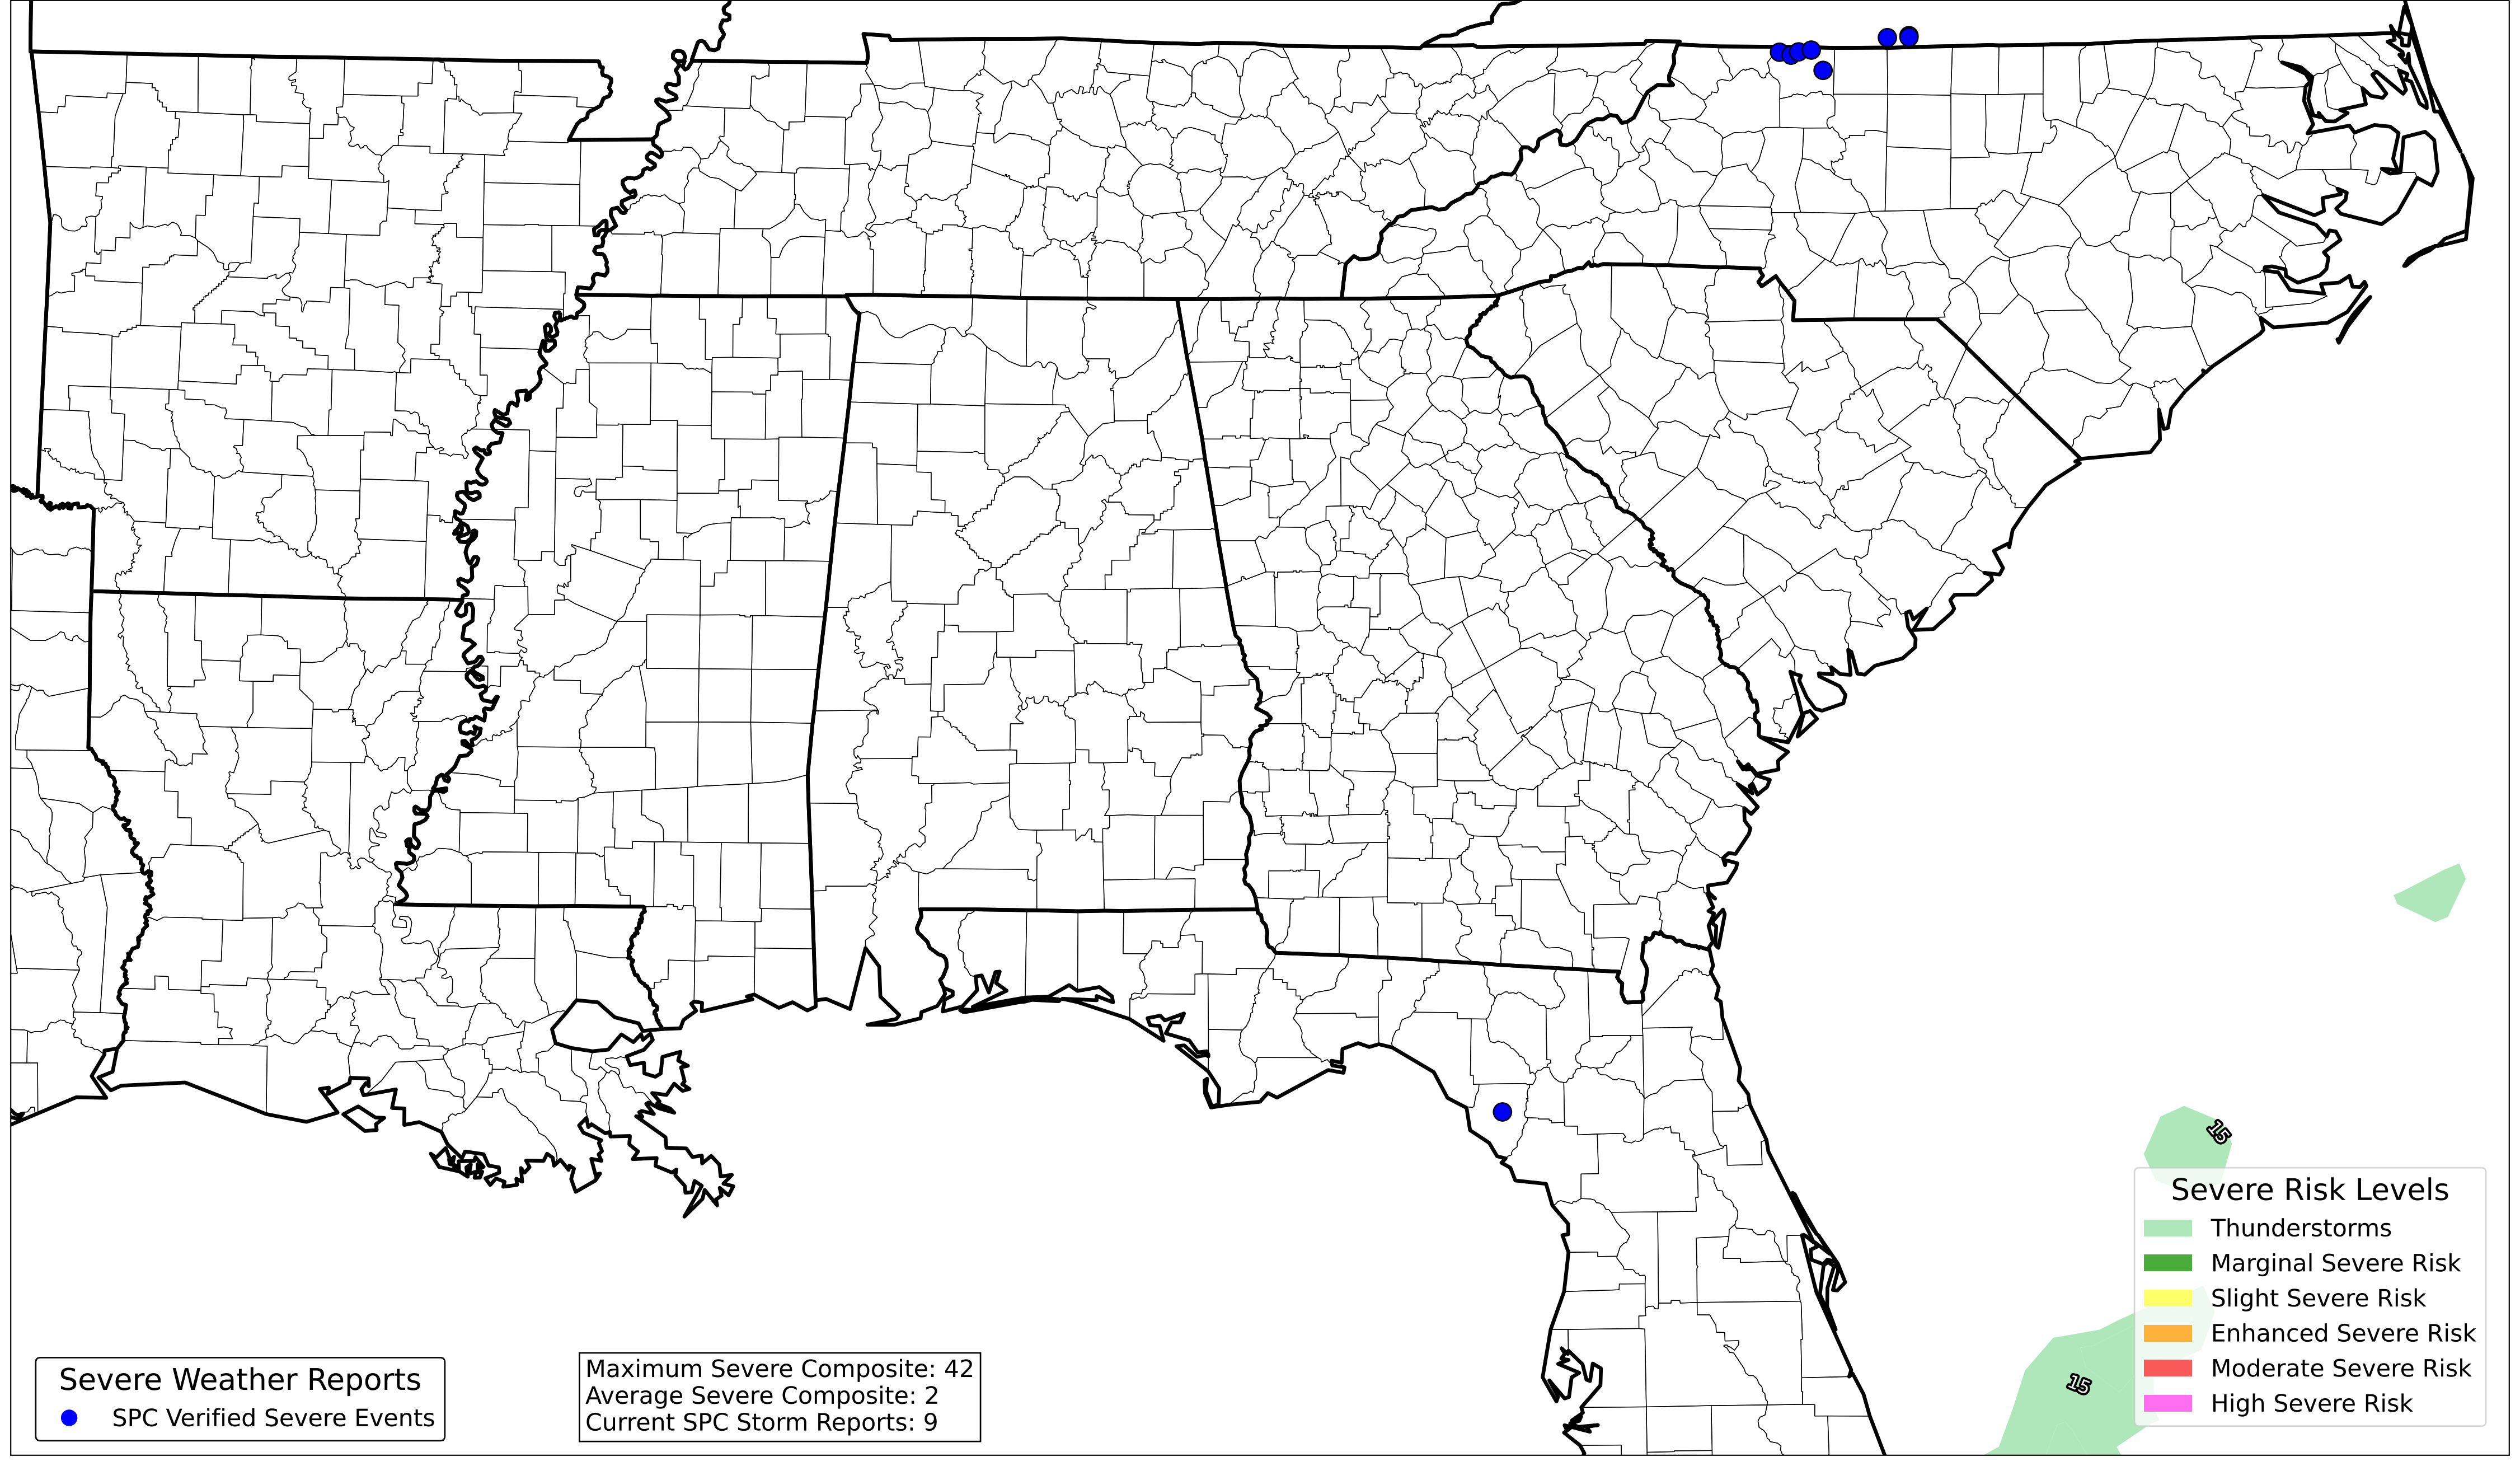 15
Severe Risk Levels
Thunderstorms
Marginal Severe Risk
Slight Severe Risk
Enhanced Severe Risk
Moderate Severe Risk
High Severe Risk
15
Severe Weather Reports
SPC Verified Severe Events
Maximum Severe Composite: 42
Average Severe Composite: 2
Current SPC Storm Reports: 9